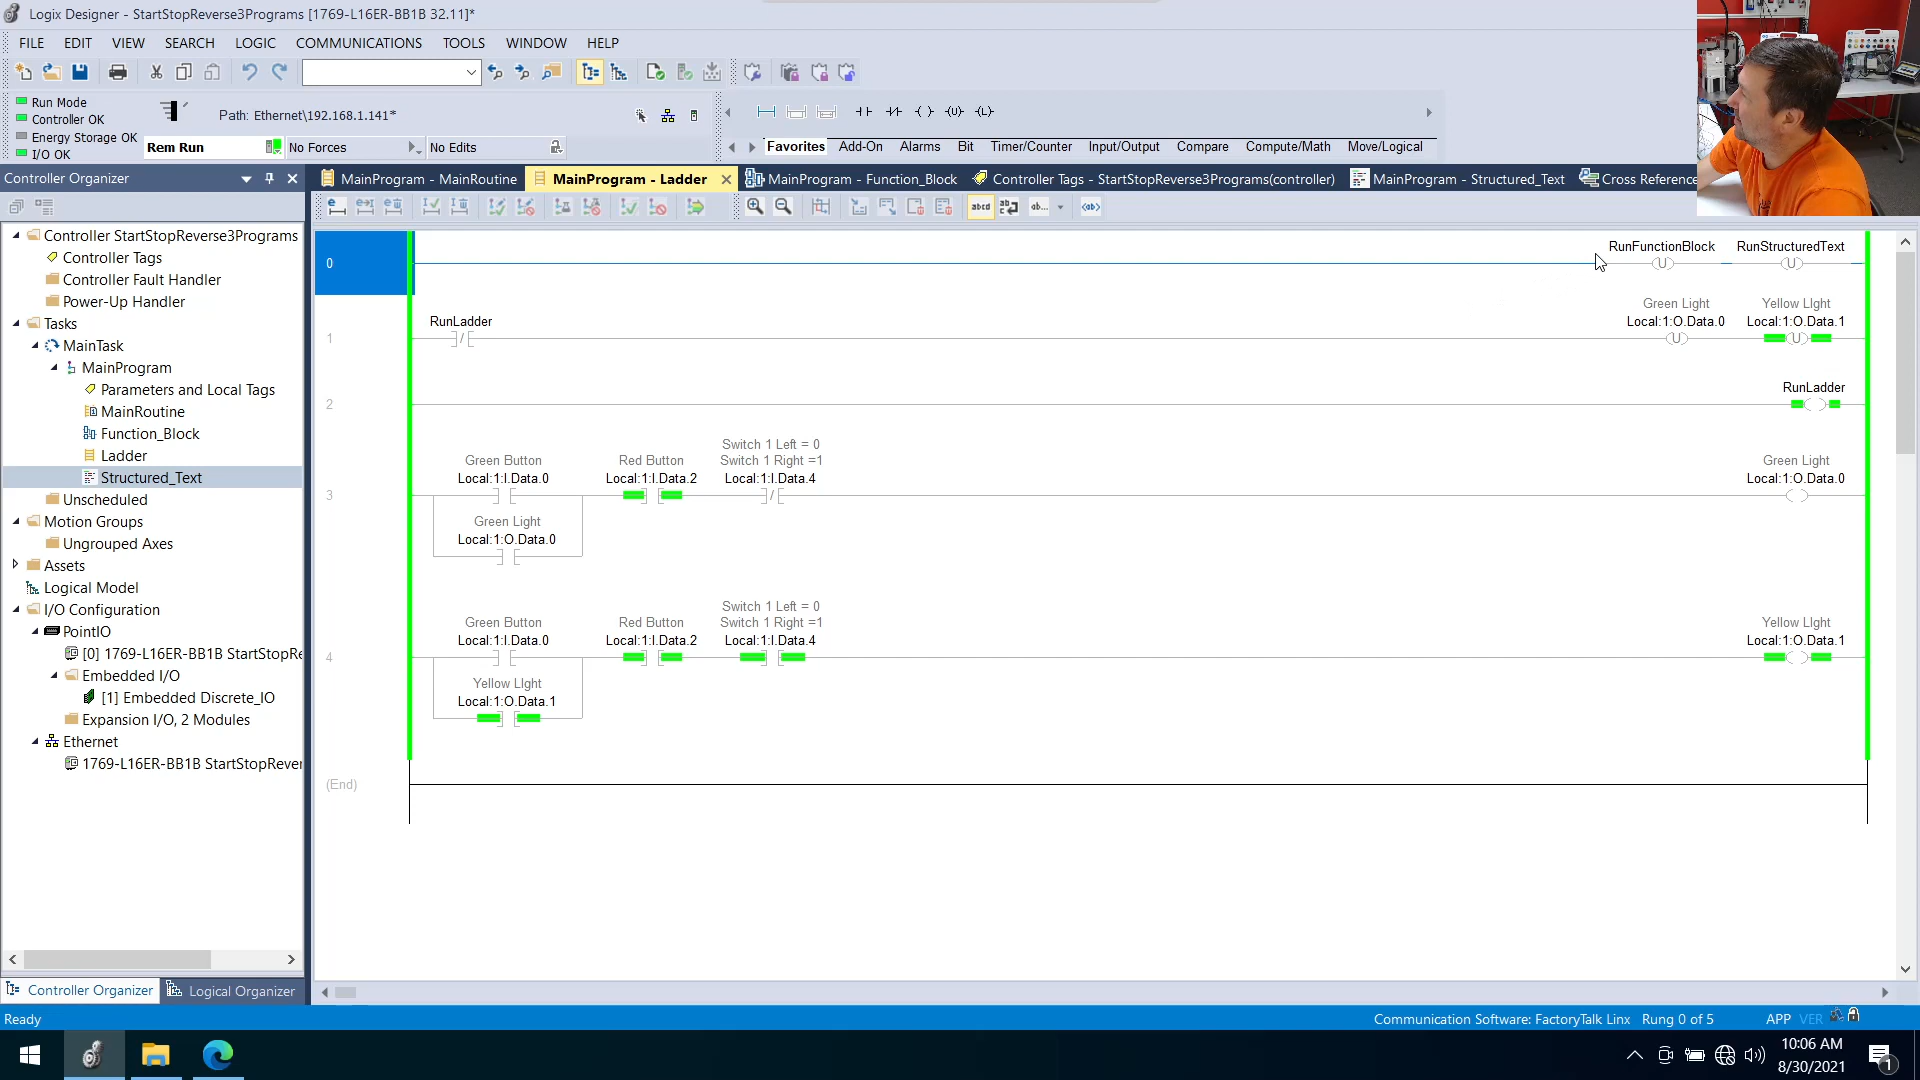 Logix Designer - StartStopReverse3Programs [1769-L16ER-BB1B 32.11]*
FILE EDIT VIEW SEARCH LOGIC COMMUNICATIONS TOOLS WINDOW HELP
Run Mode
Controller OK
Energy Storage OK
I/O OK
Path: Ethernet\192.168.1.141*
Rem Run
No Forces
No Edits
Favorites Add-On Alarms Bit Timer/Counter Input/Output Compare Compute/Math Move/Logical
Controller Organizer
MainProgram - MainRoutine
MainProgram - Ladder
MainProgram - Function_Block
Controller Tags - StartStopReverse3Programs(controller)
MainProgram - Structured_Text
Cross Reference
Controller StartStopReverse3Programs
Controller Tags
Controller Fault Handler
Power-Up Handler
Tasks
MainTask
MainProgram
Parameters and Local Tags
MainRoutine
Function_Block
Ladder
Structured_Text
Unscheduled
Motion Groups
Ungrouped Axes
Assets
Logical Model
I/O Configuration
PointIO
[0] 1769-L16ER-BB1B StartStopRe
Embedded I/O
[1] Embedded Discrete_IO
Expansion I/O, 2 Modules
Ethernet
1769-L16ER-BB1B StartStopRever
Controller Organizer
Logical Organizer
RunFunctionBlock RunStructuredText
0 U U
Green Light Yellow LIght
RunLadder Local:1:O.Data.0 Local:1:O.Data.1
1 U U
RunLadder
2
Switch 1 Left = 0
Green Button Red Button Switch 1 Right =1 Green Light
Local:1:I.Data.0 Local:1:I.Data.2 Local:1:I.Data.4 Local:1:O.Data.0
3
Green Light
Local:1:O.Data.0
Switch 1 Left = 0
Green Button Red Button Switch 1 Right =1 Yellow LIght
Local:1:I.Data.0 Local:1:I.Data.2 Local:1:I.Data.4 Local:1:O.Data.1
4
Yellow LIght
Local:1:O.Data.1
(End)
Ready
Communication Software: FactoryTalk Linx Rung 0 of 5 APP VER
10:06 AM
8/30/2021
1